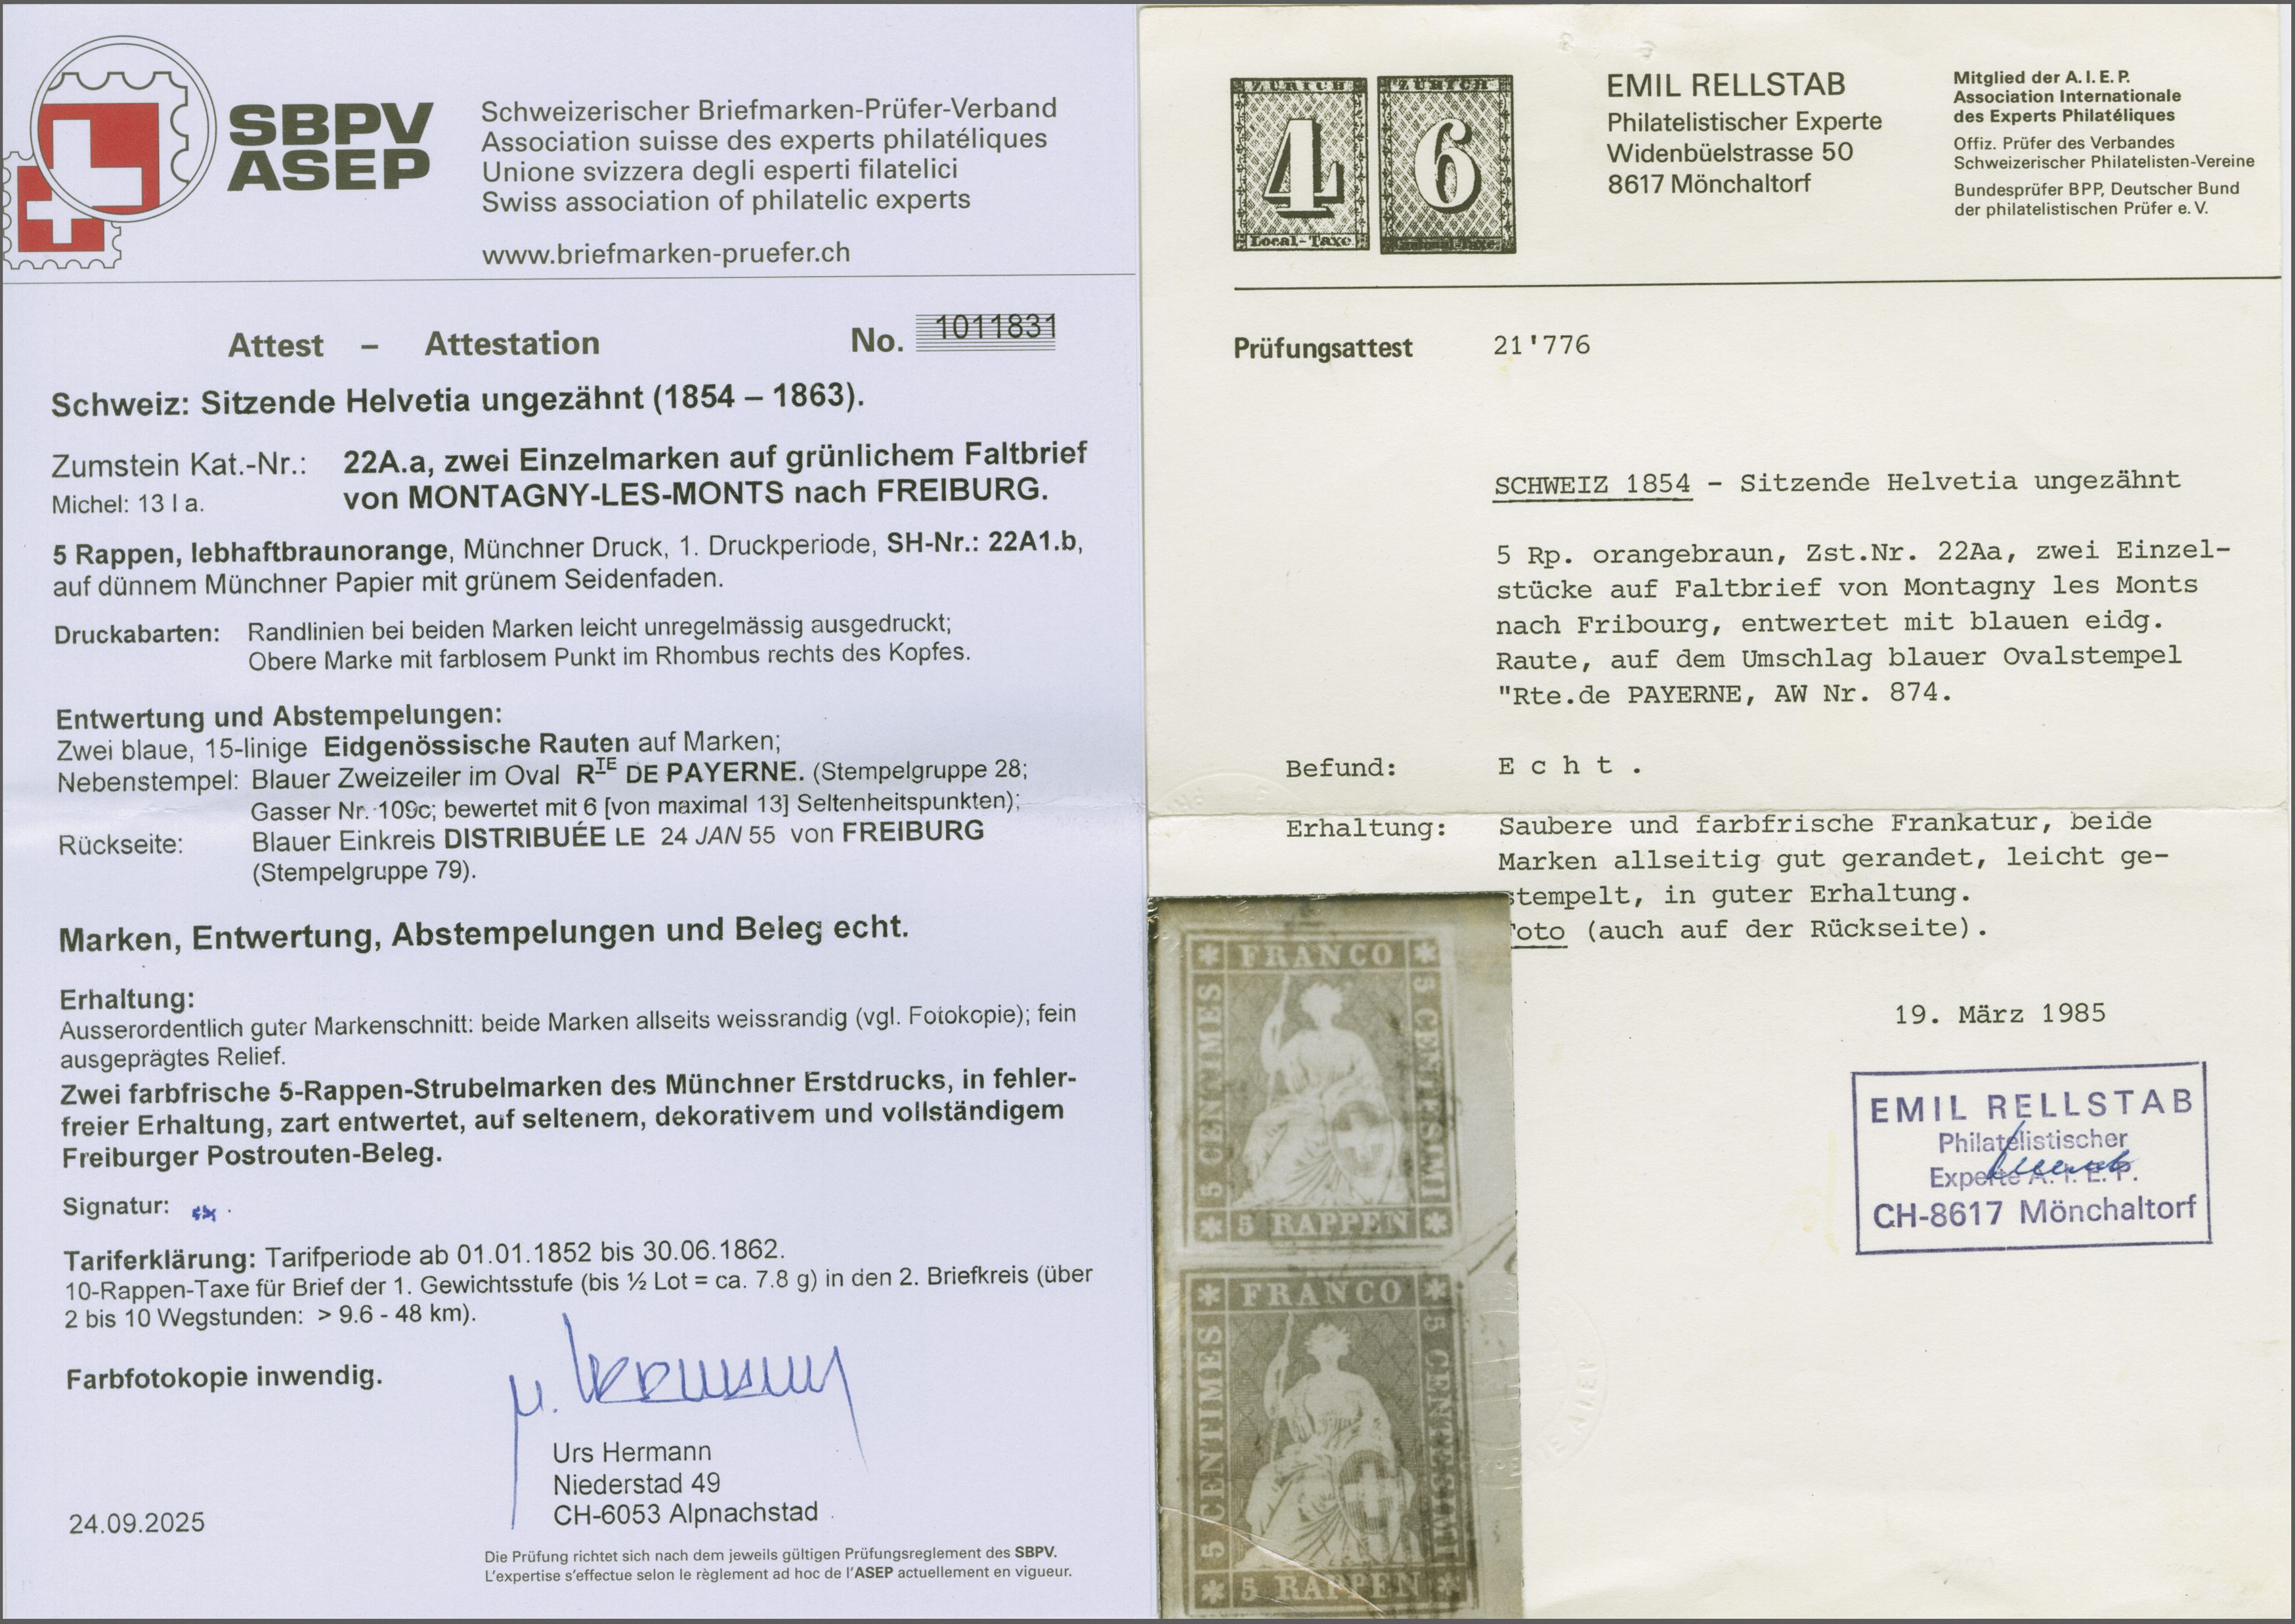 SBPV
ASEP
Schweizerischer Briefmarken-Prüfer-Verband
Association suisse des experts philatéliques
Unione svizzera degli esperti filatelici
Swiss association of philatelic experts
www.briefmarken-pruefer.ch
Attest – Attestation No. 1011831
Schweiz: Sitzende Helvetia ungezähnt (1854 – 1863).
Zumstein Kat.-Nr.: 22A.a, zwei Einzelmarken auf grünlichem Faltbrief
Michel: 13 I a. von MONTAGNY-LES-MONTS nach FREIBURG.
5 Rappen, lebhaftbraunorange, Münchner Druck, 1. Druckperiode, SH-Nr.: 22A1.b,
auf dünnem Münchner Papier mit grünem Seidenfaden.
Druckabarten: Randlinien bei beiden Marken leicht unregelmässig ausgedruckt;
Obere Marke mit farblosem Punkt im Rhombus rechts des Kopfes.
Entwertung und Abstempelungen:
Zwei blaue, 15-linige Eidgenössische Rauten auf Marken;
Nebenstempel: Blauer Zweizeiler im Oval RTE DE PAYERNE. (Stempelgruppe 28;
Gasser Nr. 109c; bewertet mit 6 [von maximal 13] Seltenheitspunkten);
Rückseite: Blauer Einkreis DISTRIBUÉE LE 24 JAN 55 von FREIBURG
(Stempelgruppe 79).
Marken, Entwertung, Abstempelungen und Beleg echt.
Erhaltung:
Ausserordentlich guter Markenschnitt: beide Marken allseits weissrandig (vgl. Fotokopie); fein
ausgeprägtes Relief.
Zwei farbfrische 5-Rappen-Strubelmarken des Münchner Erstdrucks, in fehler-
freier Erhaltung, zart entwertet, auf seltenem, dekorativem und vollständigem
Freiburger Postrouten-Beleg.
Signatur:
Tariferklärung: Tarifperiode ab 01.01.1852 bis 30.06.1862.
10-Rappen-Taxe für Brief der 1. Gewichtsstufe (bis ½ Lot = ca. 7.8 g) in den 2. Briefkreis (über
2 bis 10 Wegstunden: > 9.6 - 48 km).
Farbfotokopie inwendig.
U. Hermann
Urs Hermann
Niederstad 49
CH-6053 Alpnachstad
24.09.2025
Die Prüfung richtet sich nach dem jeweils gültigen Prüfungsreglement des SBPV.
L'expertise s'effectue selon le règlement ad hoc de l'ASEP actuellement en vigueur.
ZÜRICH
4
Local-Taxe
ZÜRICH
6
EMIL RELLSTAB
Philatelistischer Experte
Widenbüelstrasse 50
8617 Mönchaltorf
Mitglied der A.I.E.P.
Association Internationale
des Experts Philatéliques
Offiz. Prüfer des Verbandes
Schweizerischer Philatelisten-Vereine
Bundesprüfer BPP, Deutscher Bund
der philatelistischen Prüfer e.V.
Prüfungsattest 21'776
SCHWEIZ 1854 - Sitzende Helvetia ungezähnt
5 Rp. orangebraun, Zst.Nr. 22Aa, zwei Einzel-
stücke auf Faltbrief von Montagny les Monts
nach Fribourg, entwertet mit blauen eidg.
Raute, auf dem Umschlag blauer Ovalstempel
"Rte.de PAYERNE, AW Nr. 874.
Befund: E c h t .
Erhaltung: Saubere und farbfrische Frankatur, beide
Marken allseitig gut gerandet, leicht ge-
stempelt, in guter Erhaltung.
Foto (auch auf der Rückseite).
19. März 1985
EMIL RELLSTAB
Philatelistischer
Experte A.I.E.P.
CH-8617 Mönchaltorf
FRANCO
5 CENTIMES
5 CENTESIMI
5 RAPPEN
FRANCO
5 CENTIMES
5 CENTESIMI
5 RAPPEN